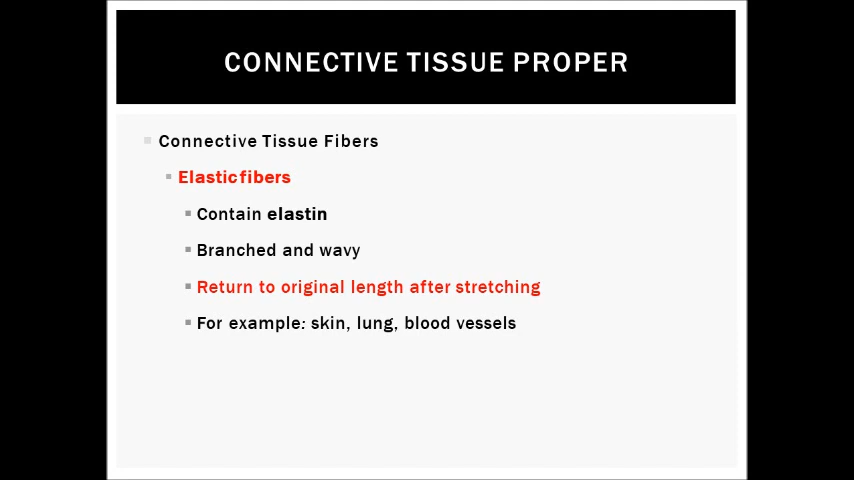 CONNECTIVE TISSUE PROPER
Connective Tissue Fibers
Elastic fibers
Contain elastin
Branched and wavy
Return to original length after stretching
For example: skin, lung, blood vessels